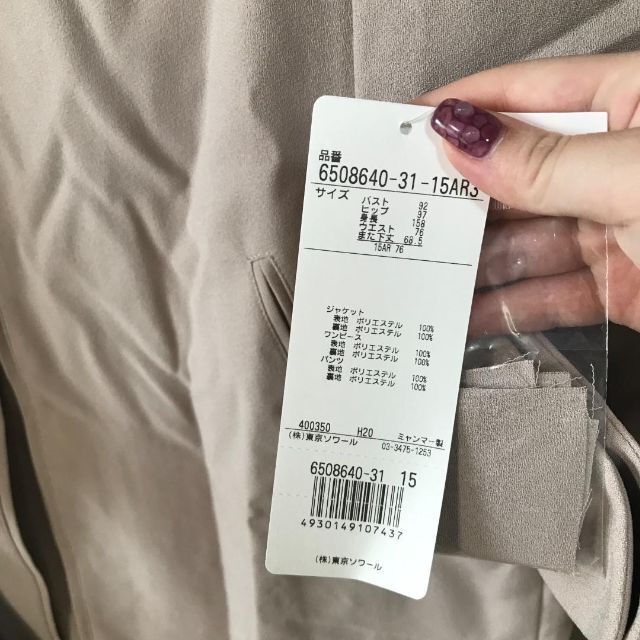 品番
6508640-31-15AR3
サイズ
バスト 92
ヒップ 97
身長 158
ウエスト 76
また下丈 68.5
15AR 76
ジャケット
表地 ポリエステル 100%
裏地 ポリエステル 100%
ワンピース
表地 ポリエステル 100%
裏地 ポリエステル 100%
パンツ
表地 ポリエステル 100%
裏地 ポリエステル 100%
400350 H20 ミャンマー製
(株)東京ソワール 03-3475-1253
6508640-31 15
4930149107437
(株)東京ソワール